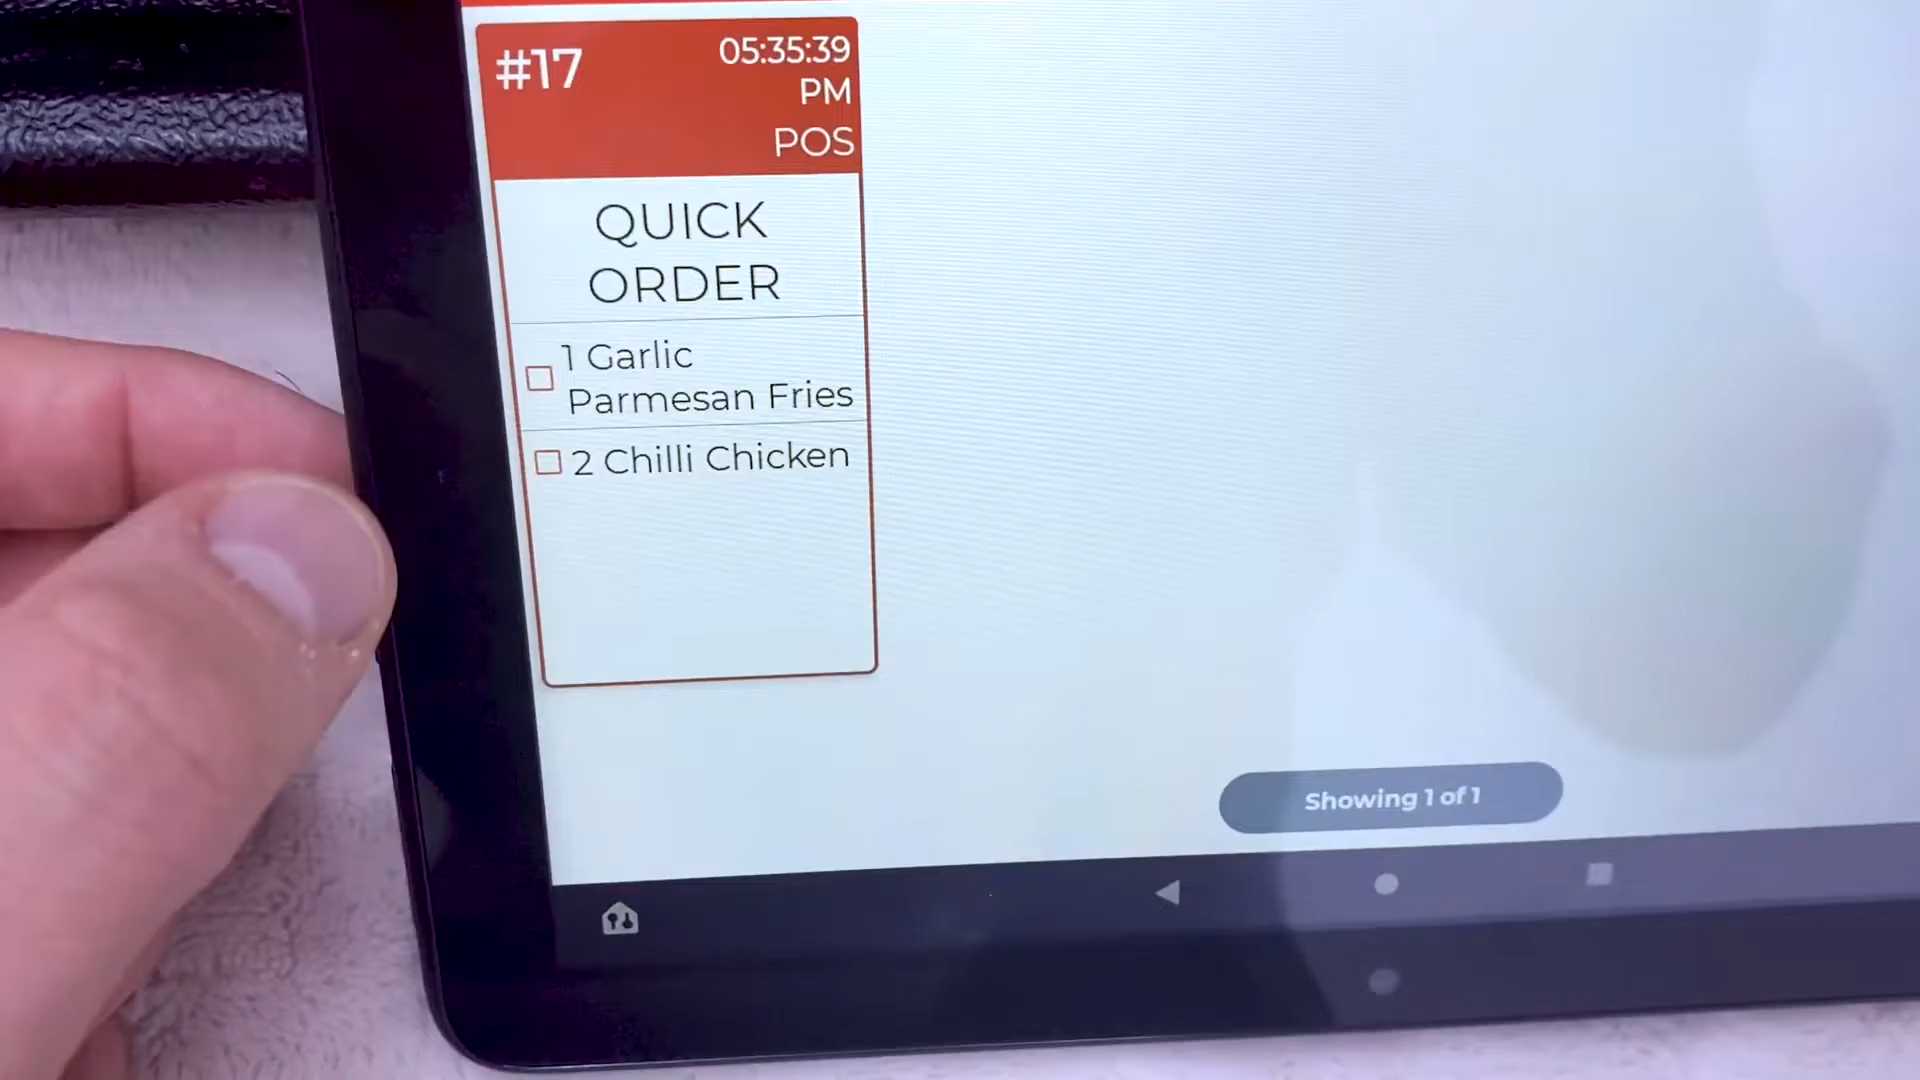 #17
05:35:39
PM
POS
QUICK
ORDER
1 Garlic
Parmesan Fries
2 Chilli Chicken
Showing 1 of 1